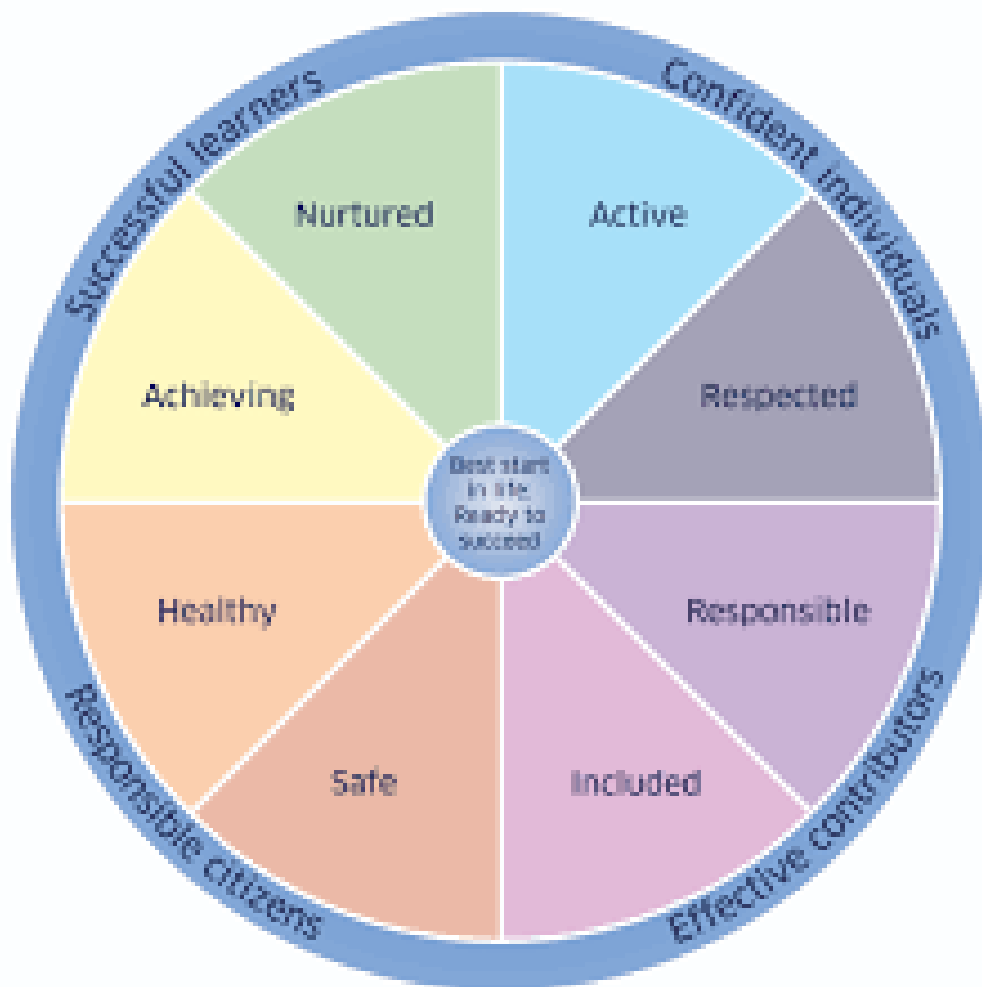 Successful learners
Confident individuals
Nurtured
Active
Achieving
Respected
Best start
in life,
Ready to
succeed
Healthy
Responsible
Safe
Included
Responsible citizens
Effective contributors